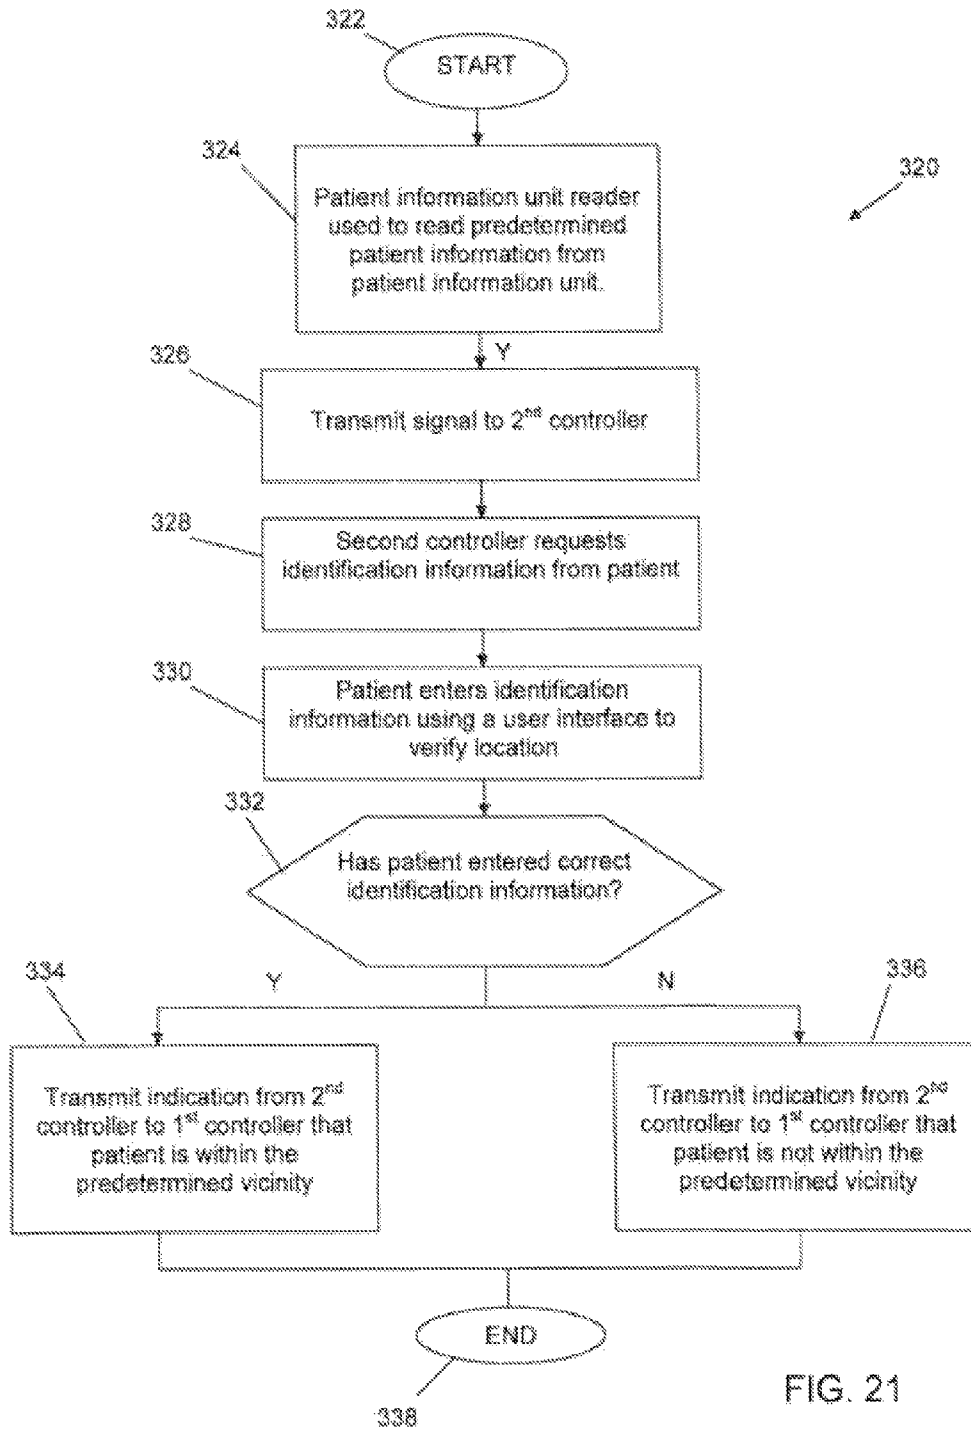 322
START
324
320
Patient information unit reader
used to read predetermined
patient information from
patient information unit.
Y
326
Transmit signal to 2nd controller
328
Second controller requests
identification information from patient
330
Patient enters identification
information using a user interface to
verify location
332
Has patient entered correct
identification information?
334
Y
N
336
Transmit indication from 2nd
controller to 1st controller that
patient is within the
predetermined vicinity
Transmit indication from 2nd
controller to 1st controller that
patient is not within the
predetermined vicinity
END
FIG. 21
338